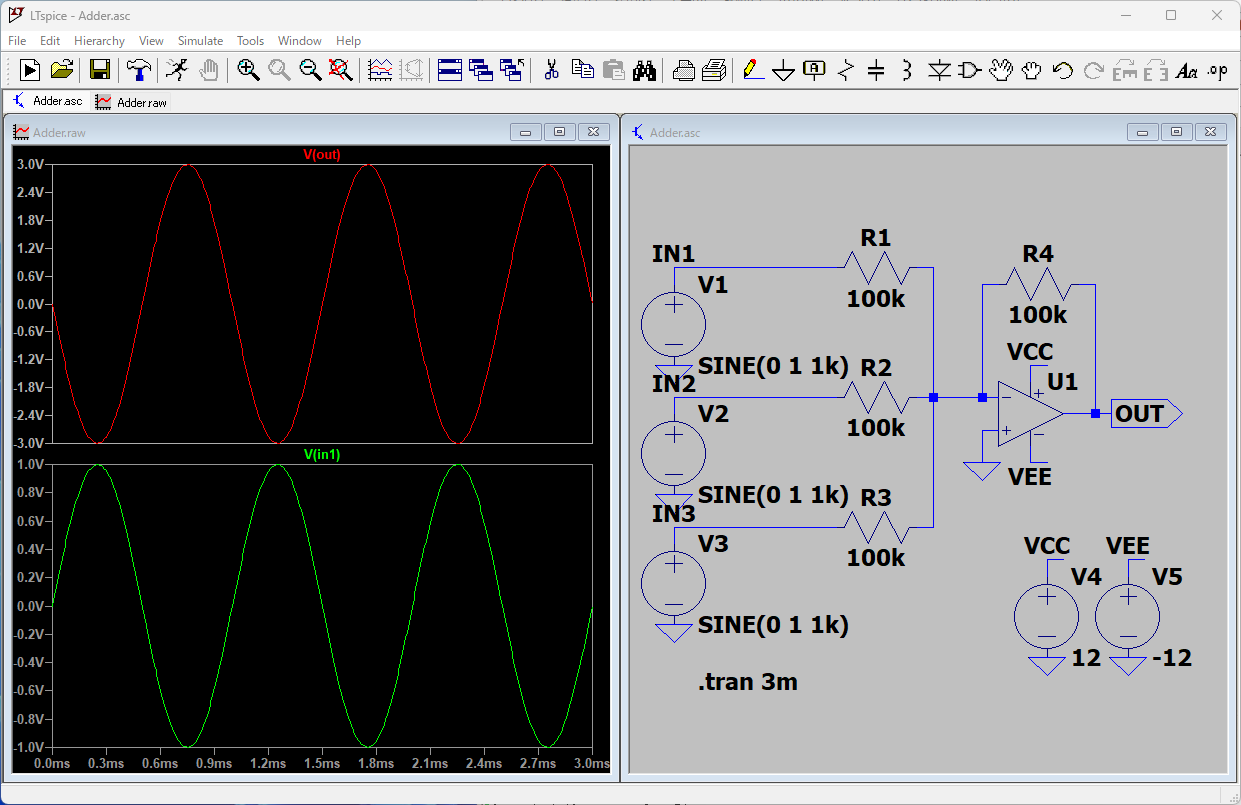 LTspice - Adder.asc
File Edit Hierarchy View Simulate Tools Window Help
Adder.asc Adder.raw
Adder.raw
V(out)
3.0V
2.4V
1.8V
1.2V
0.6V
0.0V
-0.6V
-1.2V
-1.8V
-2.4V
-3.0V
V(in1)
1.0V
0.8V
0.6V
0.4V
0.2V
0.0V
-0.2V
-0.4V
-0.6V
-0.8V
-1.0V
0.0ms 0.3ms 0.6ms 0.9ms 1.2ms 1.5ms 1.8ms 2.1ms 2.4ms 2.7ms 3.0ms
Adder.asc
IN1
V1
SINE(0 1 1k)
R1
100k
IN2
V2
SINE(0 1 1k)
R2
100k
IN3
V3
SINE(0 1 1k)
R3
100k
R4
100k
VCC
U1
OUT
VEE
VCC
V4
12
VEE
V5
-12
.tran 3m